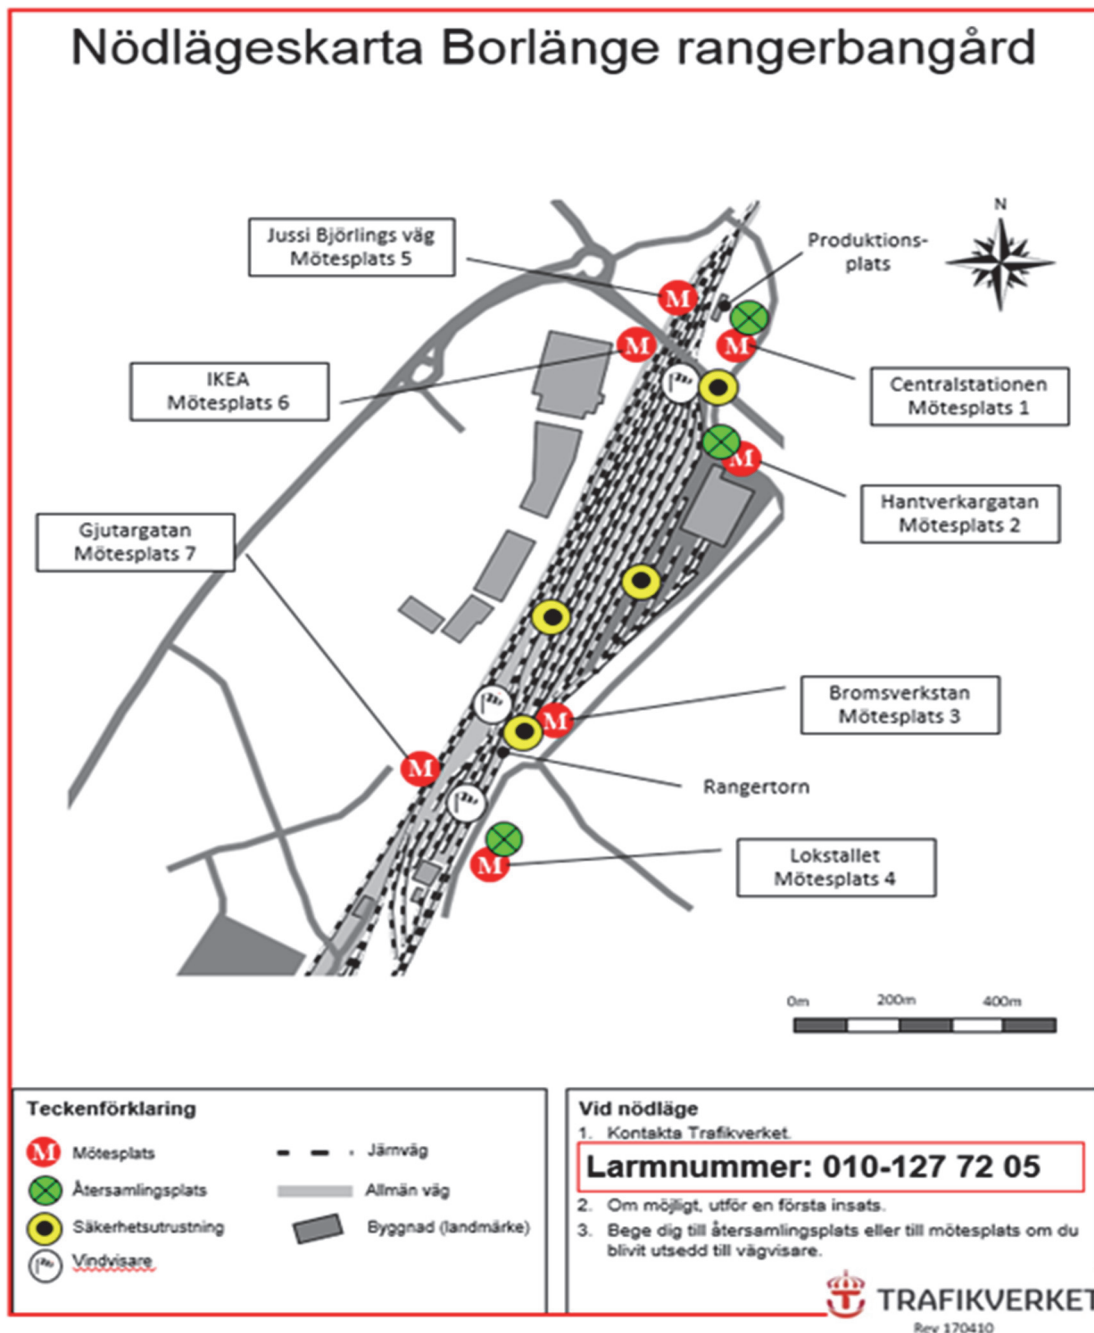 Nödlägeskarta Borlänge rangerbangård
N
Jussi Björlings väg
Mötesplats 5
Produktions-
plats
IKEA
Mötesplats 6
Centralstationen
Mötesplats 1
Hantverkargatan
Mötesplats 2
Gjutargatan
Mötesplats 7
Bromsverkstan
Mötesplats 3
Rangertorn
Lokstallet
Mötesplats 4
M
M
M
M
M
M
M
0m 200m 400m
Teckenförklaring
M Mötesplats
Återsamlingsplats
Säkerhetsutrustning
Vindvisare
Järnväg
Allmän väg
Byggnad (landmärke)
Vid nödläge
1. Kontakta Trafikverket.
Larmnummer: 010-127 72 05
2. Om möjligt, utför en första insats.
3. Bege dig till återsamlingsplats eller till mötesplats om du
blivit utsedd till vägvisare.
TRAFIKVERKET
Rev 170410